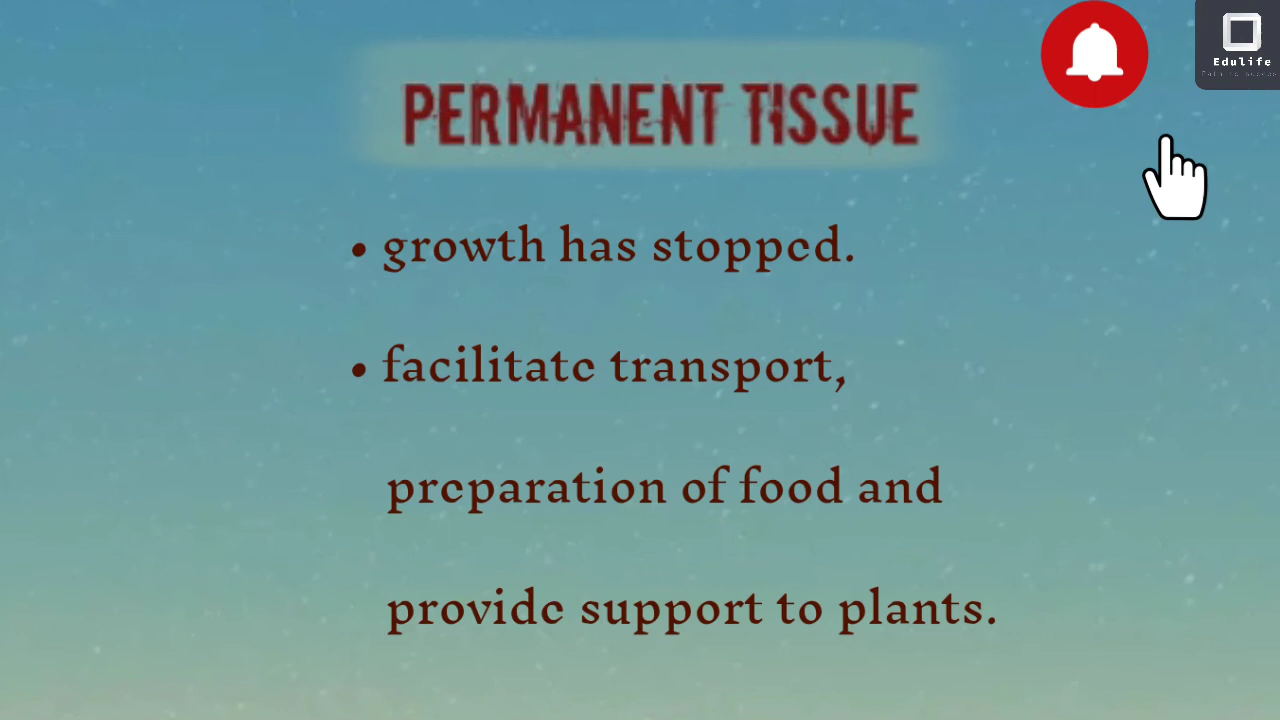 Edulife
PERMANENT TISSUE
• growth has stopped.
• facilitate transport,
preparation of food and
provide support to plants.